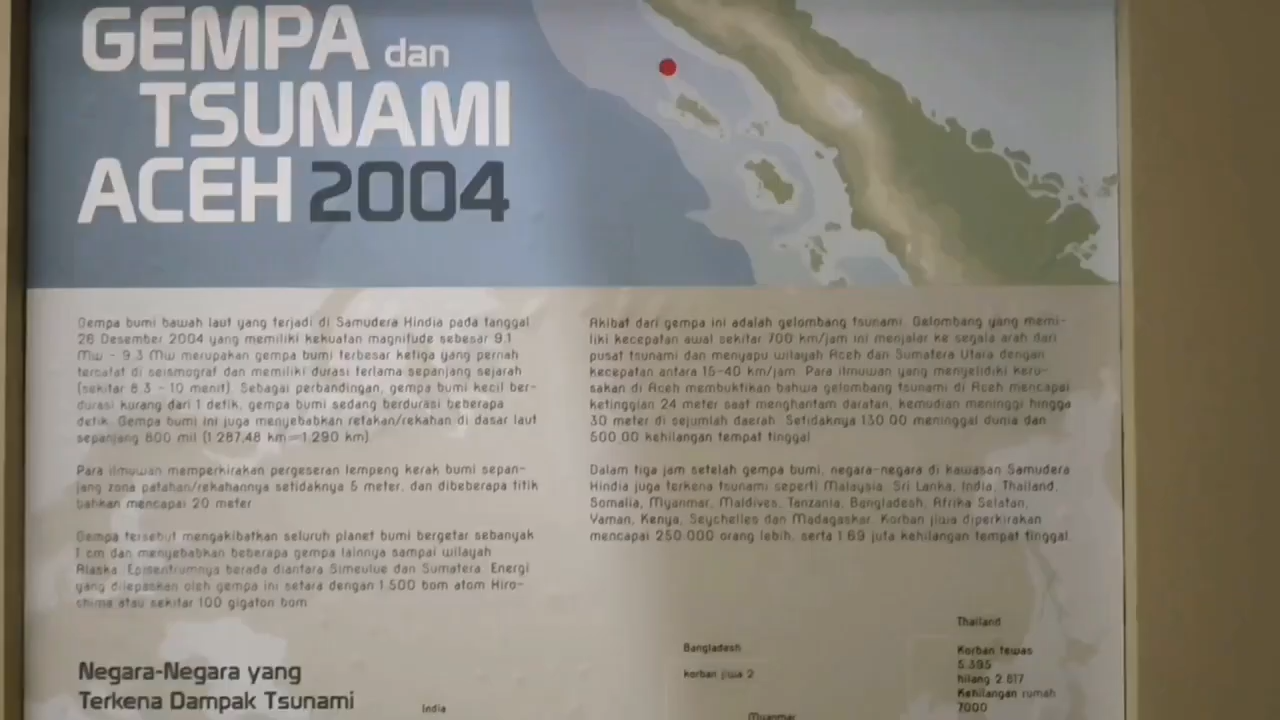 GEMPA dan
TSUNAMI
ACEH 2004
Gempa bumi bawah laut yang terjadi di Samudera Hindia pada tanggal
26 Desember 2004 yang memiliki kekuatan magnitude sebesar 9.1
Mw - 9.3 Mw merupakan gempa bumi terbesar ketiga yang pernah
tercatat di seismograf dan memiliki durasi terlama sepanjang sejarah
(sekitar 8.3 - 10 menit). Sebagai perbandingan, gempa bumi kecil ber-
durasi kurang dari 1 detik, gempa bumi sedang berdurasi beberapa
detik. Gempa bumi ini juga menyebabkan retakan/rekahan di dasar laut
sepanjang 800 mil (1.287,48 km=1.290 km).
Para ilmuwan memperkirakan pergeseran lempeng kerak bumi sepan-
jang zona patahan/rekahannya setidaknya 5 meter, dan dibeberapa titik
bahkan mencapai 20 meter
Gempa tersebut mengakibatkan seluruh planet bumi bergetar sebanyak
1 cm dan menyebabkan beberapa gempa lainnya sampai wilayah
Alaska. Episentrumnya berada diantara Simeulue dan Sumatera. Energi
yang dilepaskan oleh gempa ini setara dengan 1.500 bom atom Hiro-
shima atau sekitar 100 gigaton bom
Akibat dari gempa ini adalah gelombang tsunami. Gelombang yang memi-
liki kecepatan awal sekitar 700 km/jam ini menjalar ke segala arah dari
pusat tsunami dan menyapu wilayah Aceh dan Sumatera Utara dengan
kecepatan antara 15-40 km/jam. Para ilmuwan yang menyelidiki keru-
sakan di Aceh membuktikan bahwa gelombang tsunami di Aceh mencapai
ketinggian 24 meter saat menghantam daratan, kemudian meninggi hingga
30 meter di sejumlah daerah. Setidaknya 130.00 meninggal dunia dan
500.00 kehilangan tempat tinggal
Dalam tiga jam setelah gempa bumi, negara-negara di kawasan Samudera
Hindia juga terkena tsunami seperti Malaysia, Sri Lanka, India, Thailand,
Somalia, Myanmar, Maldives, Tanzania, Bangladesh, Afrika Selatan,
Yaman, Kenya, Seychelles dan Madagaskar. Korban jiwa diperkirakan
mencapai 250.000 orang lebih, serta 1.69 juta kehilangan tempat tinggal.
Negara-Negara yang
Terkena Dampak Tsunami
India
Bangladesh
korban jiwa 2
Myanmar
Thailand
Korban tewas
5.395
hilang 2.817
Kehilangan rumah
7000